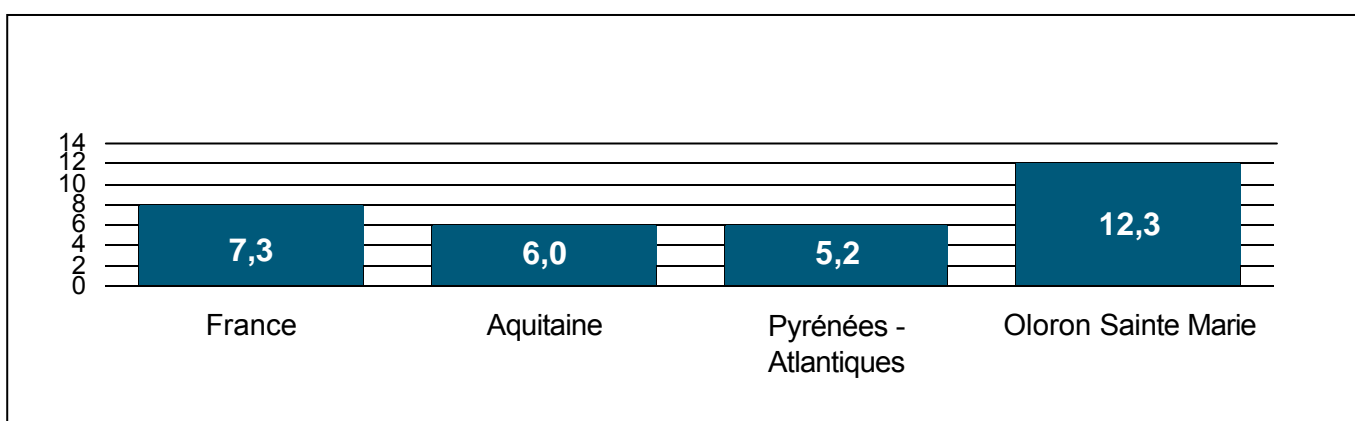 14
12
10
8
6
4
2
0
7,3
6,0
5,2
12,3
France
Aquitaine
Pyrénées -
Atlantiques
Oloron Sainte Marie